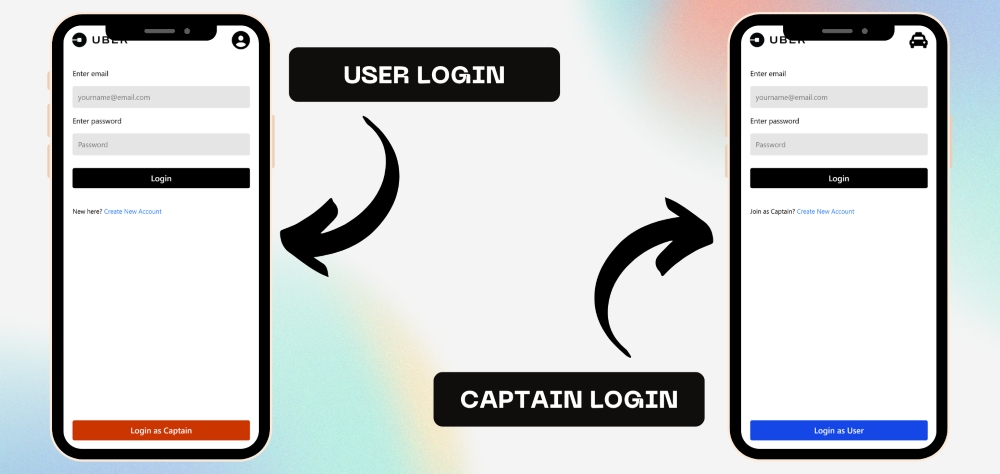 UBER
Enter email
yourname@email.com
Enter password
Password
Login
New here? Create New Account
Login as Captain
USER LOGIN
CAPTAIN LOGIN
UBER
Enter email
yourname@email.com
Enter password
Password
Login
Join as Captain? Create New Account
Login as User